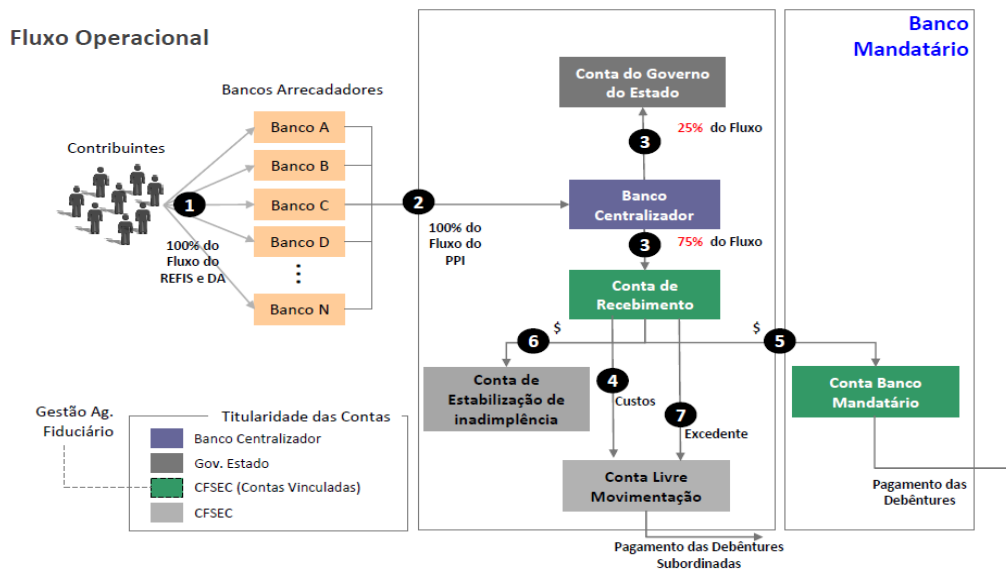 Fluxo Operacional
Banco
Mandatário
Bancos Arrecadadores
Contribuintes
Banco A
Banco B
Banco C
Banco D
Banco N
1
100% do
Fluxo do
REFIS e DA
2
100% do
Fluxo do
PPI
Conta do Governo
do Estado
3
25% do Fluxo
Banco
Centralizador
3
75% do Fluxo
Conta de
Recebimento
$
6
$
5
4
Custos
7
Excedente
Conta de
Estabilização de
inadimplência
Conta Banco
Mandatário
Conta Livre
Movimentação
Pagamento das
Debêntures
Pagamento das Debêntures
Subordinadas
Gestão Ag.
Fiduciário
Titularidade das Contas
Banco Centralizador
Gov. Estado
CFSEC (Contas Vinculadas)
CFSEC